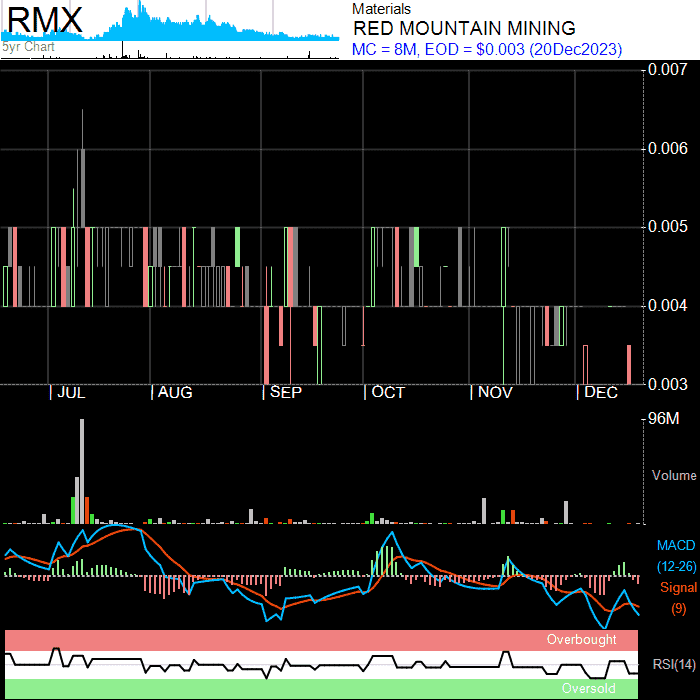 RMX
5yr Chart
Materials
RED MOUNTAIN MINING
MC = 8M, EOD = $0.003 (20Dec2023)
0.007
0.006
0.005
0.004
0.003
JUL AUG SEP OCT NOV DEC
96M
Volume
MACD
(12-26)
Signal
(9)
Overbought
RSI(14)
Oversold